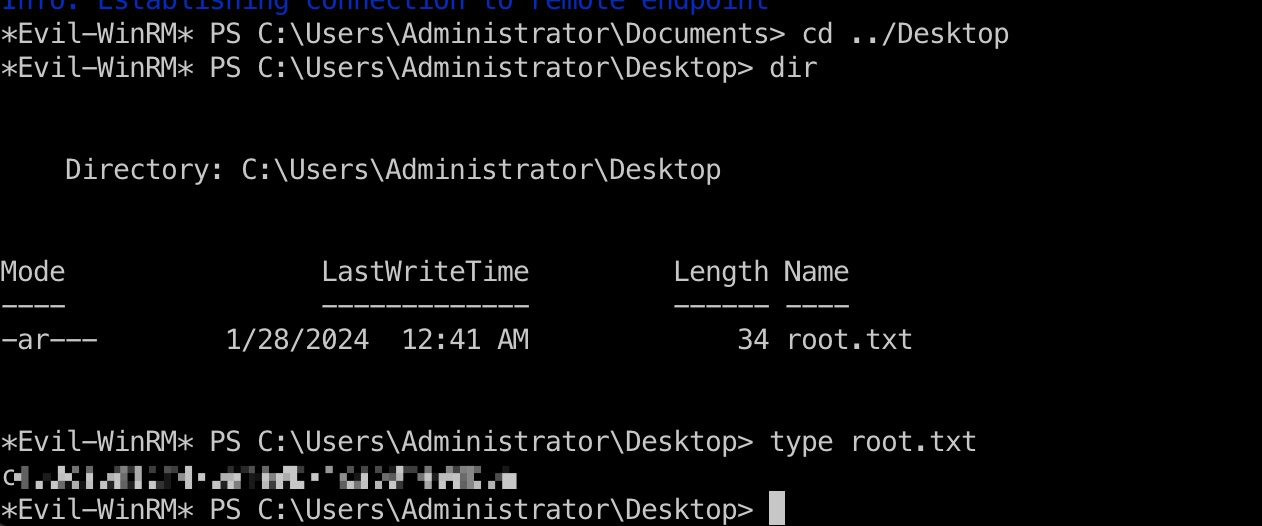 Info: Establishing connection to remote endpoint
*Evil-WinRM* PS C:\Users\Administrator\Documents> cd ../Desktop
*Evil-WinRM* PS C:\Users\Administrator\Desktop> dir
Directory: C:\Users\Administrator\Desktop
Mode LastWriteTime Length Name
---- ------------- ------ ----
-ar--- 1/28/2024 12:41 AM 34 root.txt
*Evil-WinRM* PS C:\Users\Administrator\Desktop> type root.txt
*Evil-WinRM* PS C:\Users\Administrator\Desktop>